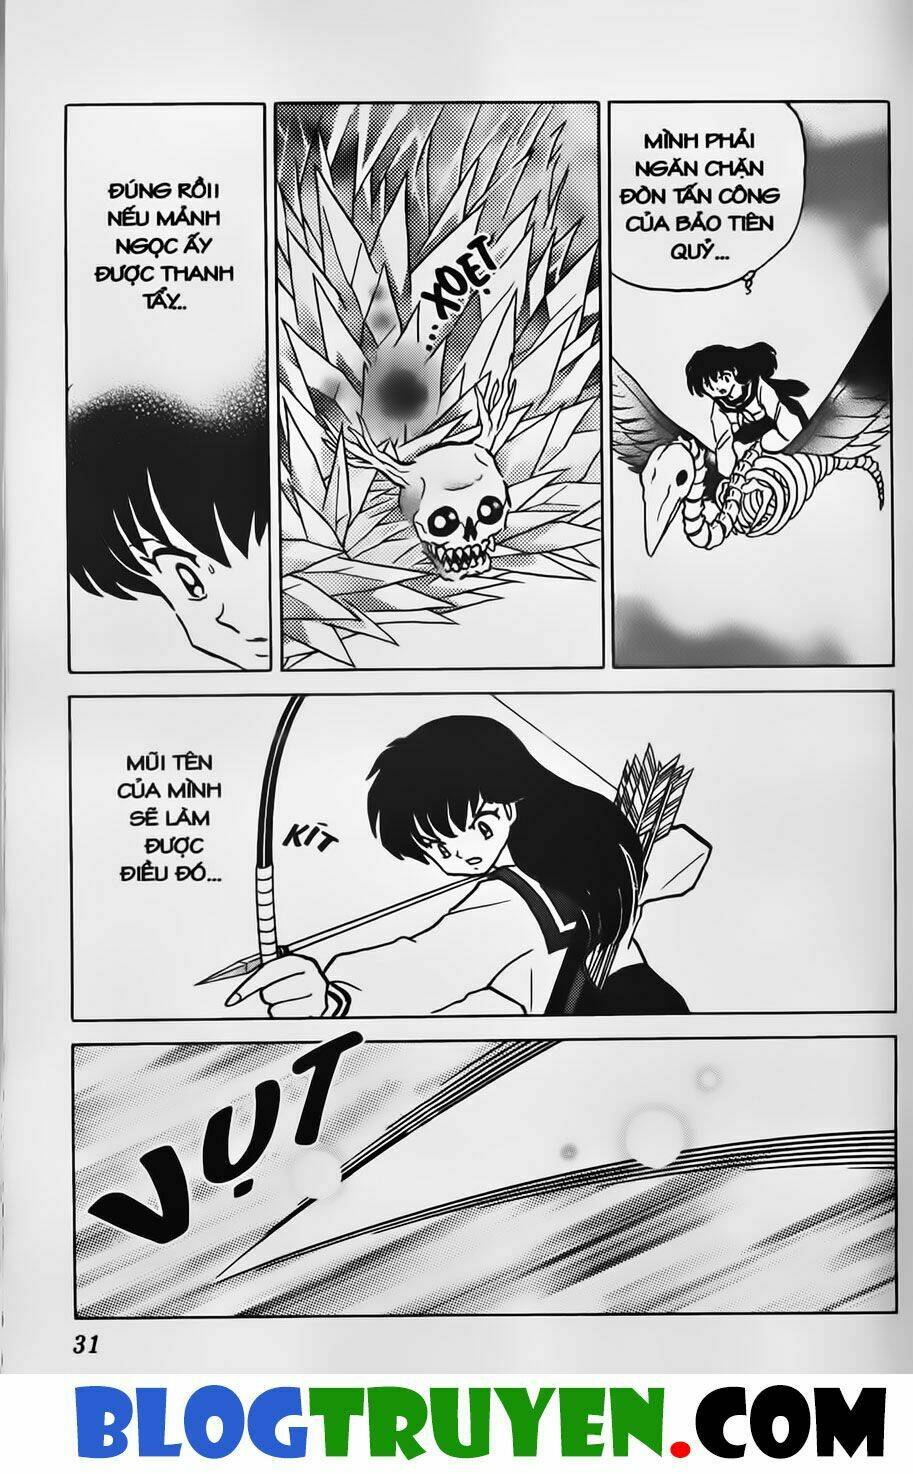 MÌNH PHẢI
NGĂN CHẶN
ĐÒN TẤN CÔNG
CỦA BẢO TIÊN
QUỶ...
...XOẸT
ĐÚNG RỒI!
NẾU MẢNH
NGỌC ẤY
ĐƯỢC THANH
TẨY...
MŨI TÊN
CỦA MÌNH
SẼ LÀM
ĐƯỢC
ĐIỀU ĐÓ...
KÍT
VỤT
31
BLOGTRUYEN.COM